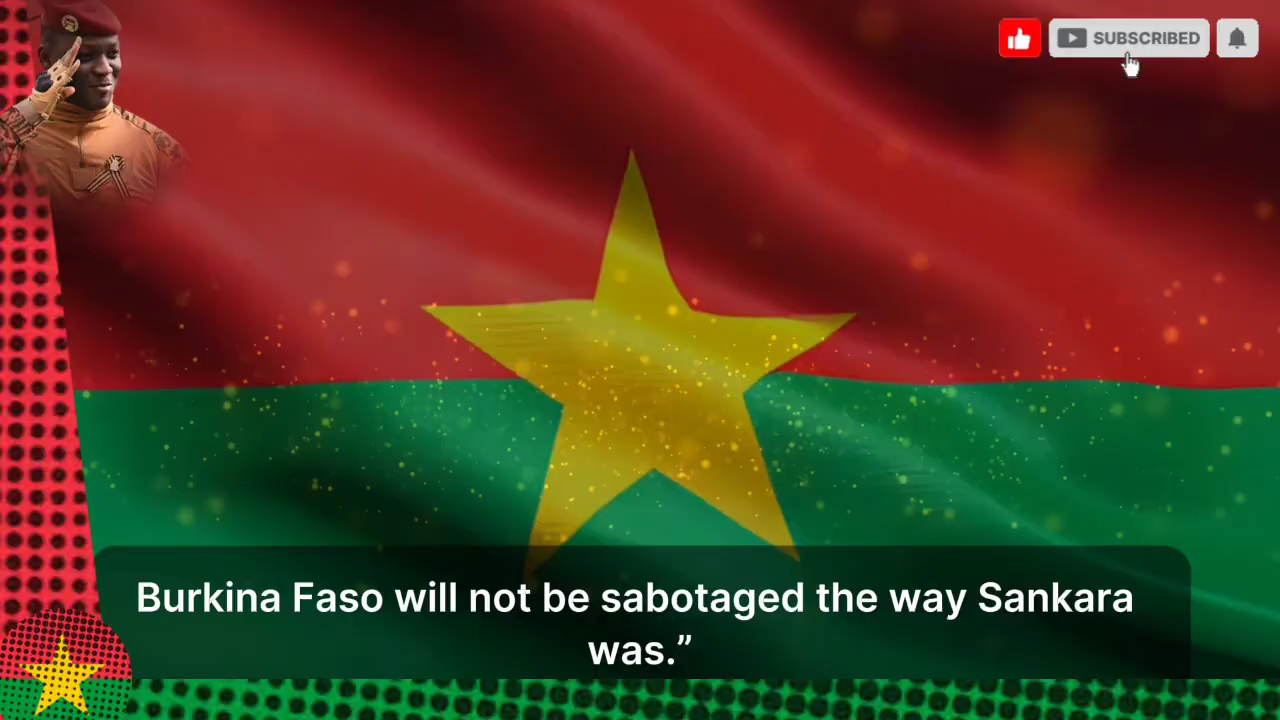 SUBSCRIBED
Burkina Faso will not be sabotaged the way Sankara
was.”